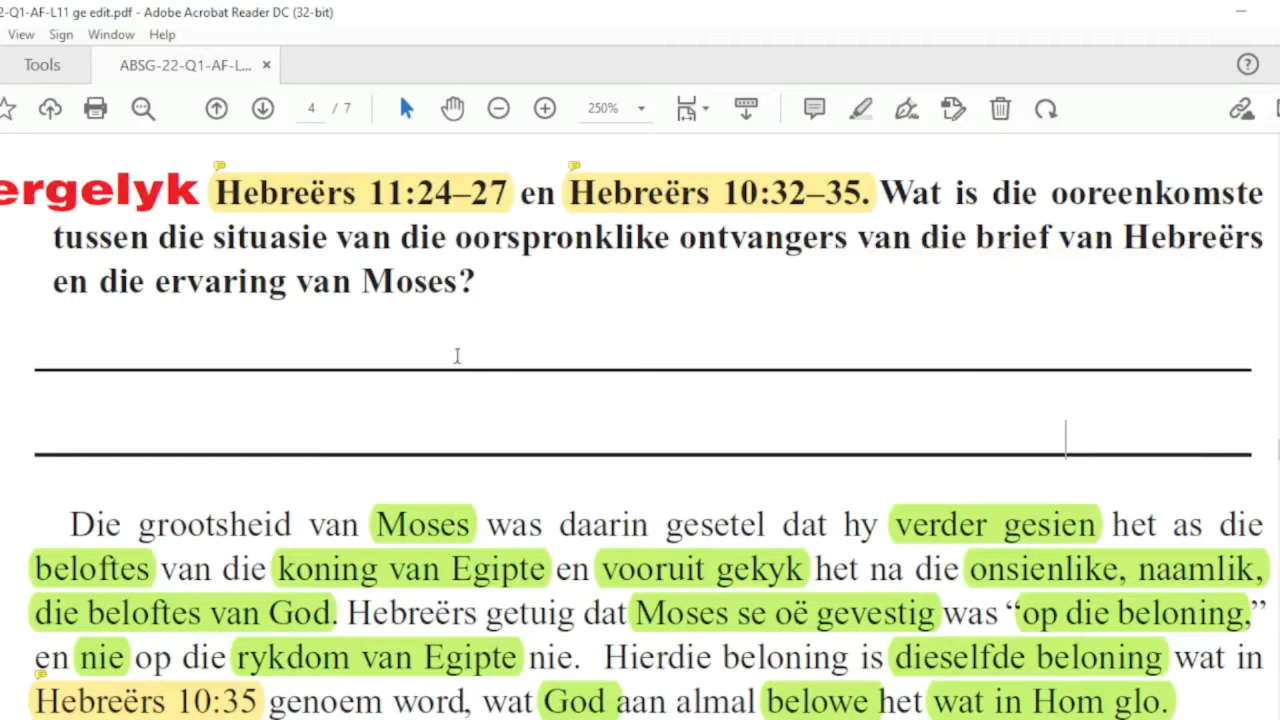 2-Q1-AF-L11 ge edit.pdf - Adobe Acrobat Reader DC (32-bit)
View Sign Window Help
Tools ABSG-22-Q1-AF-L... ×
4 / 7 250%
ergelyk Hebreërs 11:24–27 en Hebreërs 10:32–35. Wat is die ooreenkomste
tussen die situasie van die oorspronklike ontvangers van die brief van Hebreërs
en die ervaring van Moses?
Die grootsheid van Moses was daarin gesetel dat hy verder gesien het as die
beloftes van die koning van Egipte en vooruit gekyk het na die onsienlike, naamlik,
die beloftes van God. Hebreërs getuig dat Moses se oë gevestig was “op die beloning,”
en nie op die rykdom van Egipte nie. Hierdie beloning is dieselfde beloning wat in
Hebreërs 10:35 genoem word, wat God aan almal belowe het wat in Hom glo.